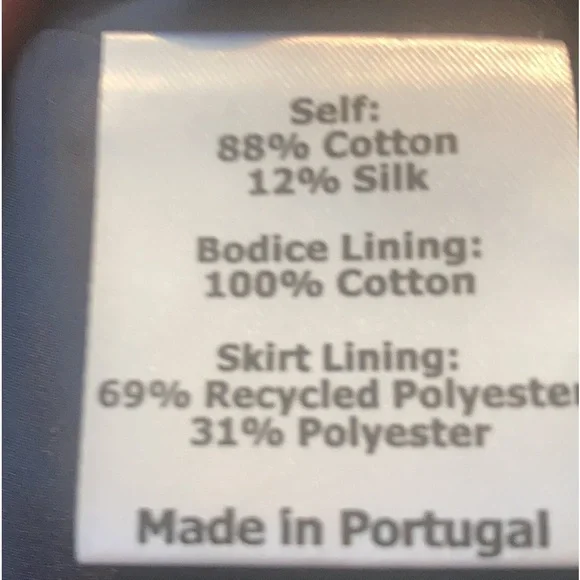 Self:
88% Cotton
12% Silk
Bodice Lining:
100% Cotton
Skirt Lining:
69% Recycled Polyester
31% Polyester
Made in Portugal